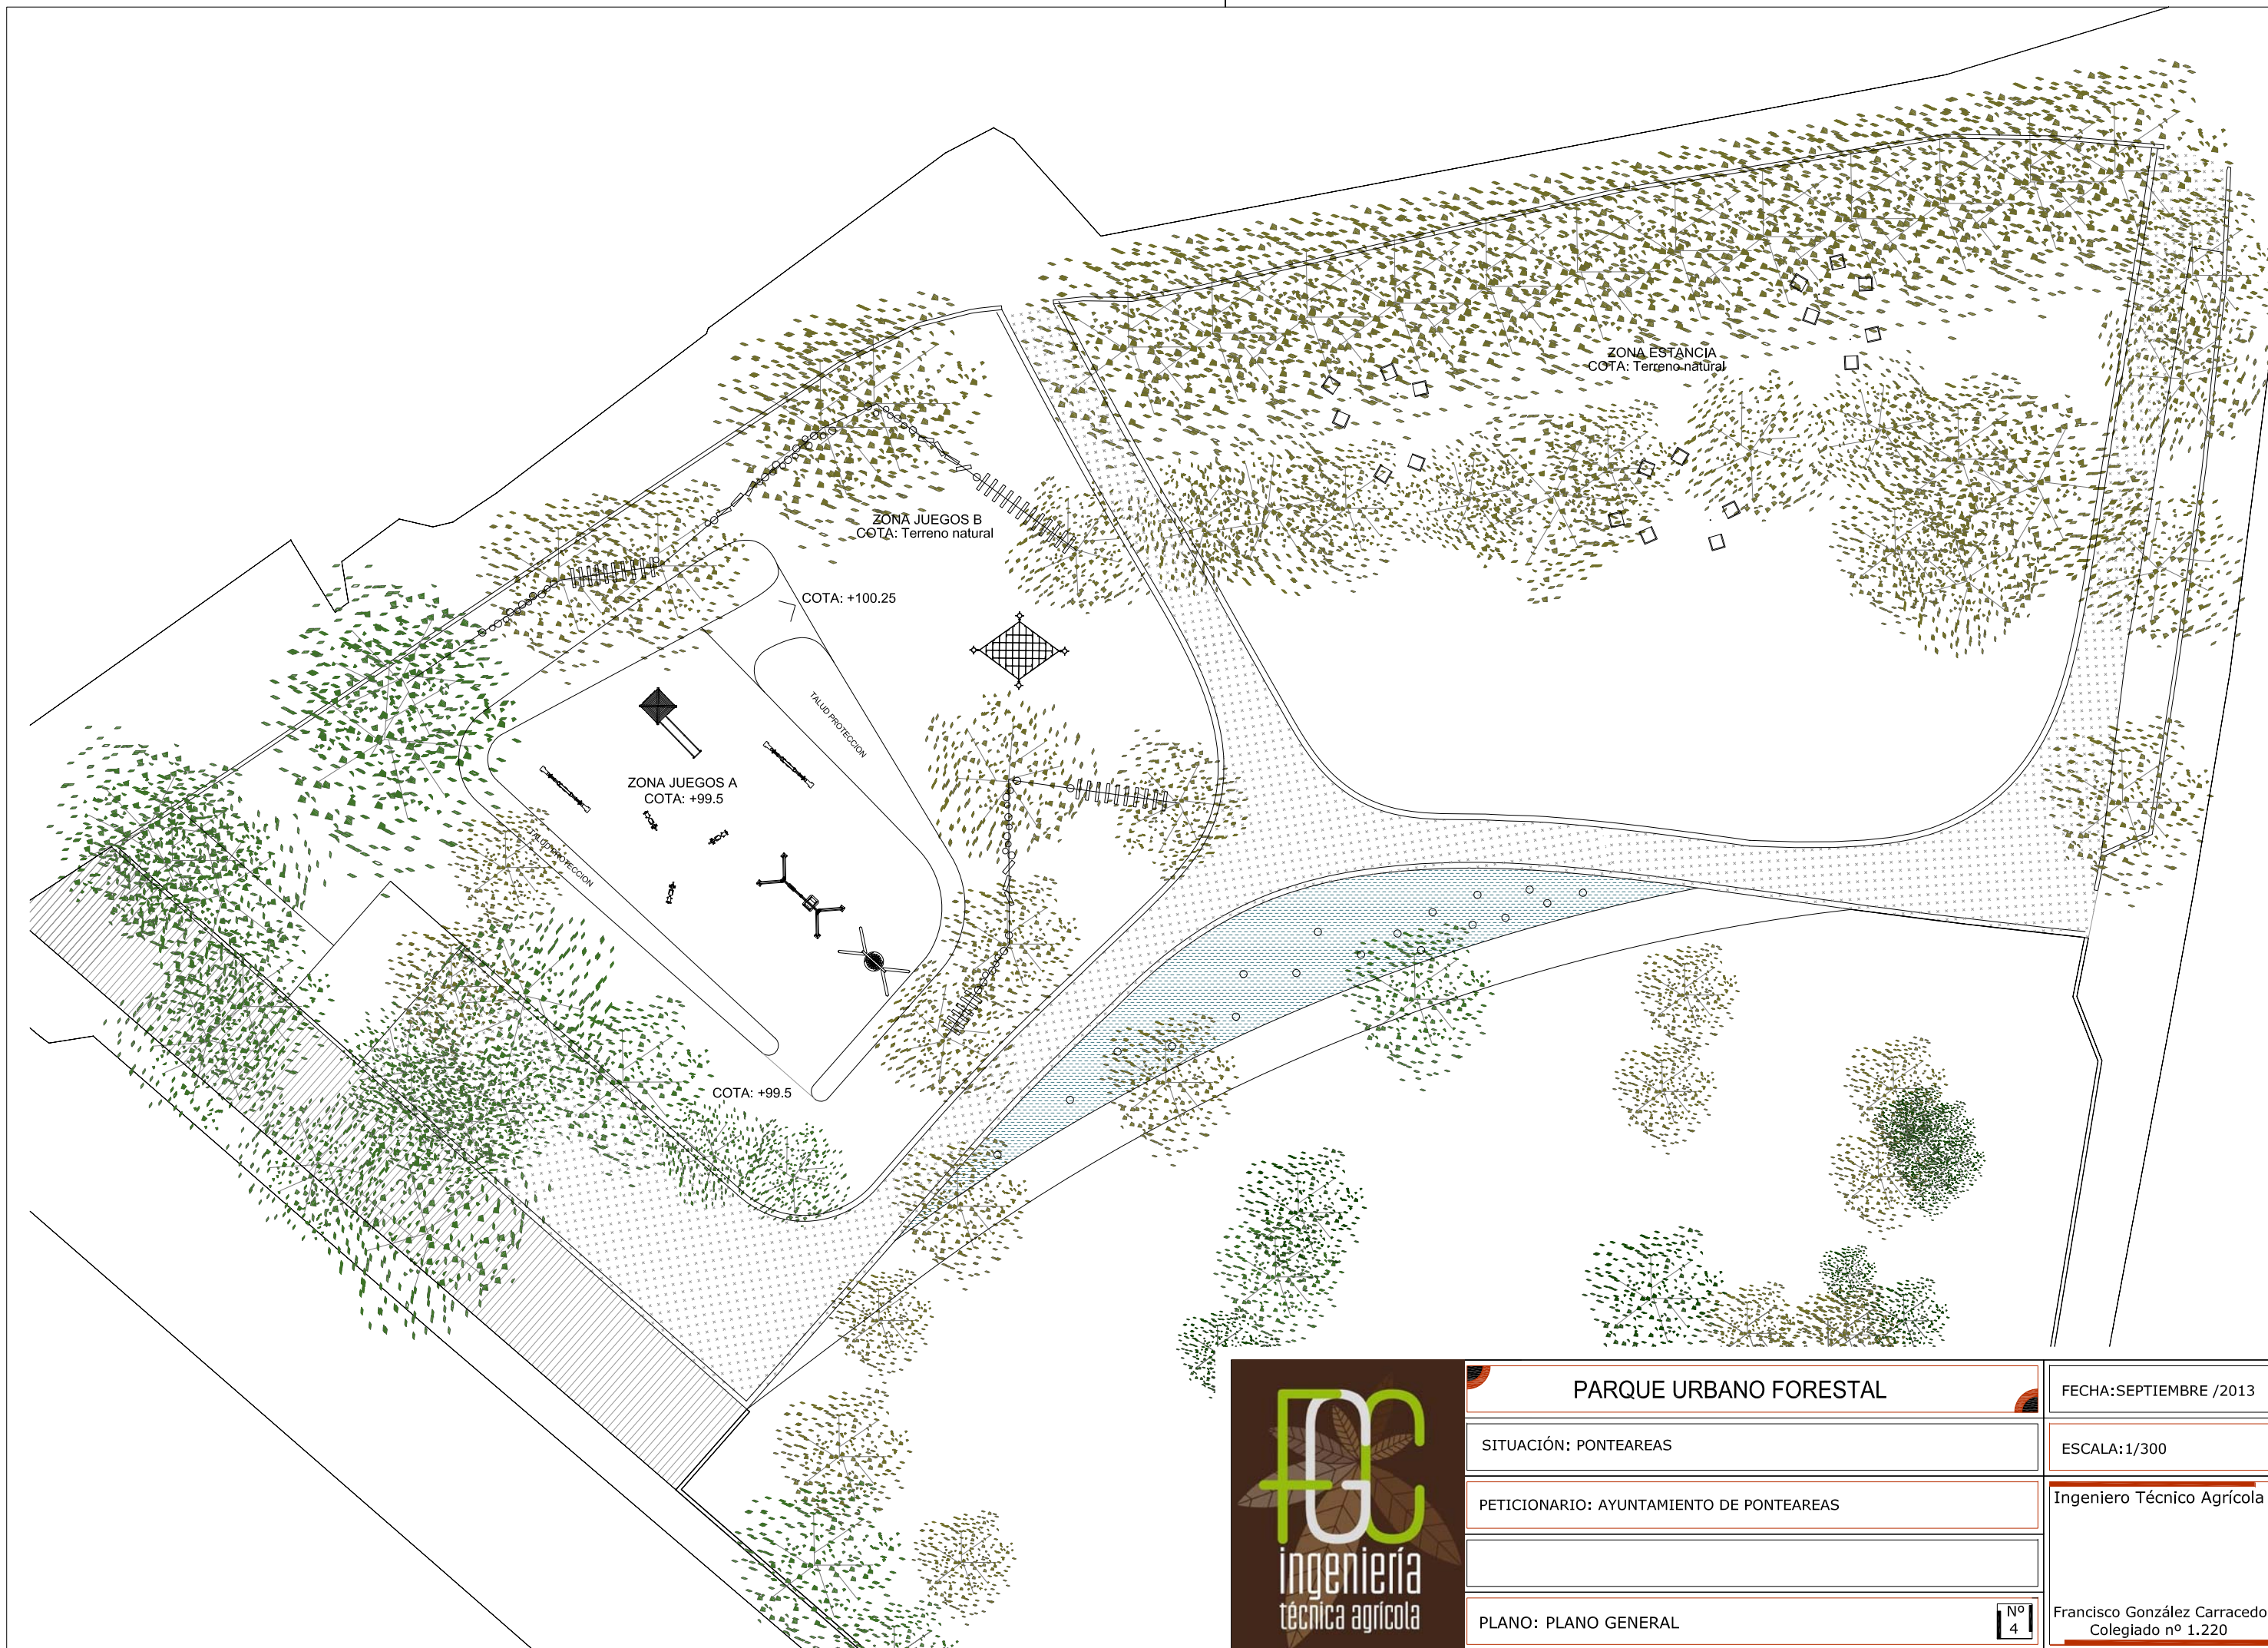 ZONA ESTANCIA
COTA: Terreno natural
ZONA JUEGOS B
COTA: Terreno natural
COTA: +100.25
TALUD PROTECCION
ZONA JUEGOS A
COTA: +99.5
TALUD PROTECCION
COTA: +99.5
FGC
ingeniería
técnica agrícola
PARQUE URBANO FORESTAL
SITUACIÓN: PONTEAREAS
PETICIONARIO: AYUNTAMIENTO DE PONTEAREAS
PLANO: PLANO GENERAL
Nº
4
FECHA:SEPTIEMBRE /2013
ESCALA:1/300
Ingeniero Técnico Agrícola
Francisco González Carracedo
Colegiado nº 1.220